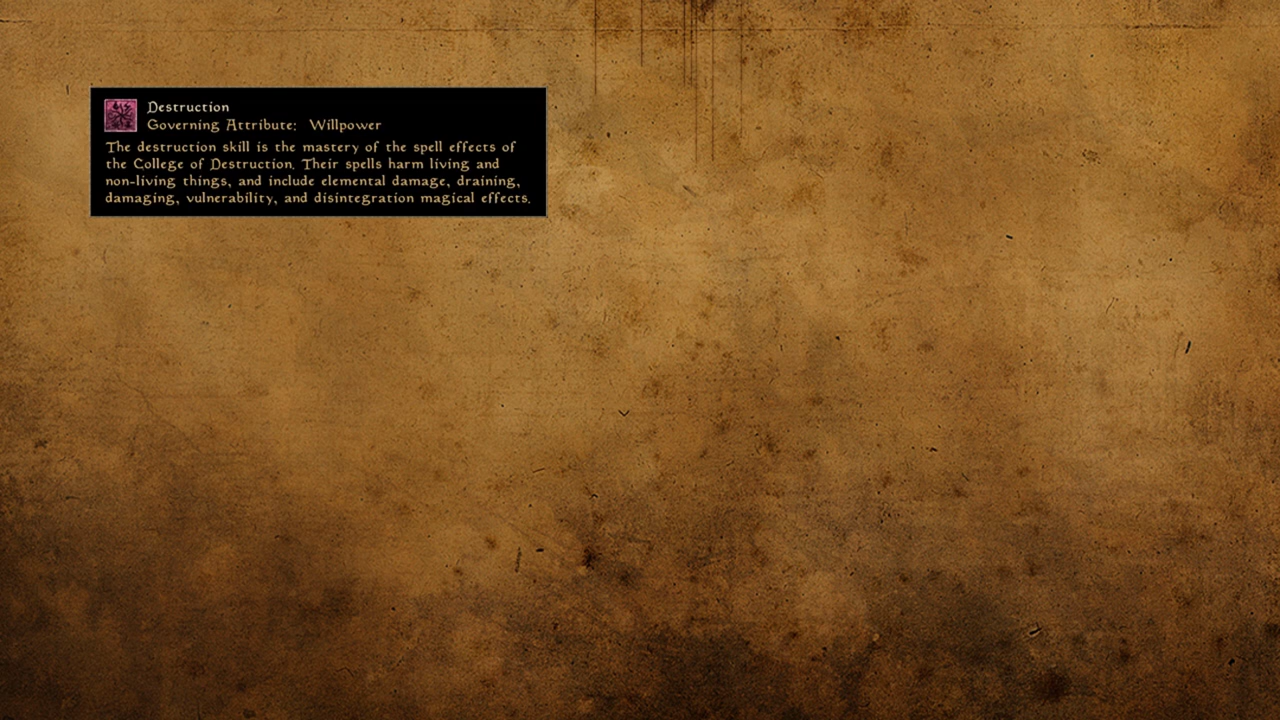 Destruction
Governing Attribute: Willpower
The destruction skill is the mastery of the spell effects of
the College of Destruction. Their spells harm living and
non-living things, and include elemental damage, draining,
damaging, vulnerability, and disintegration magical effects.